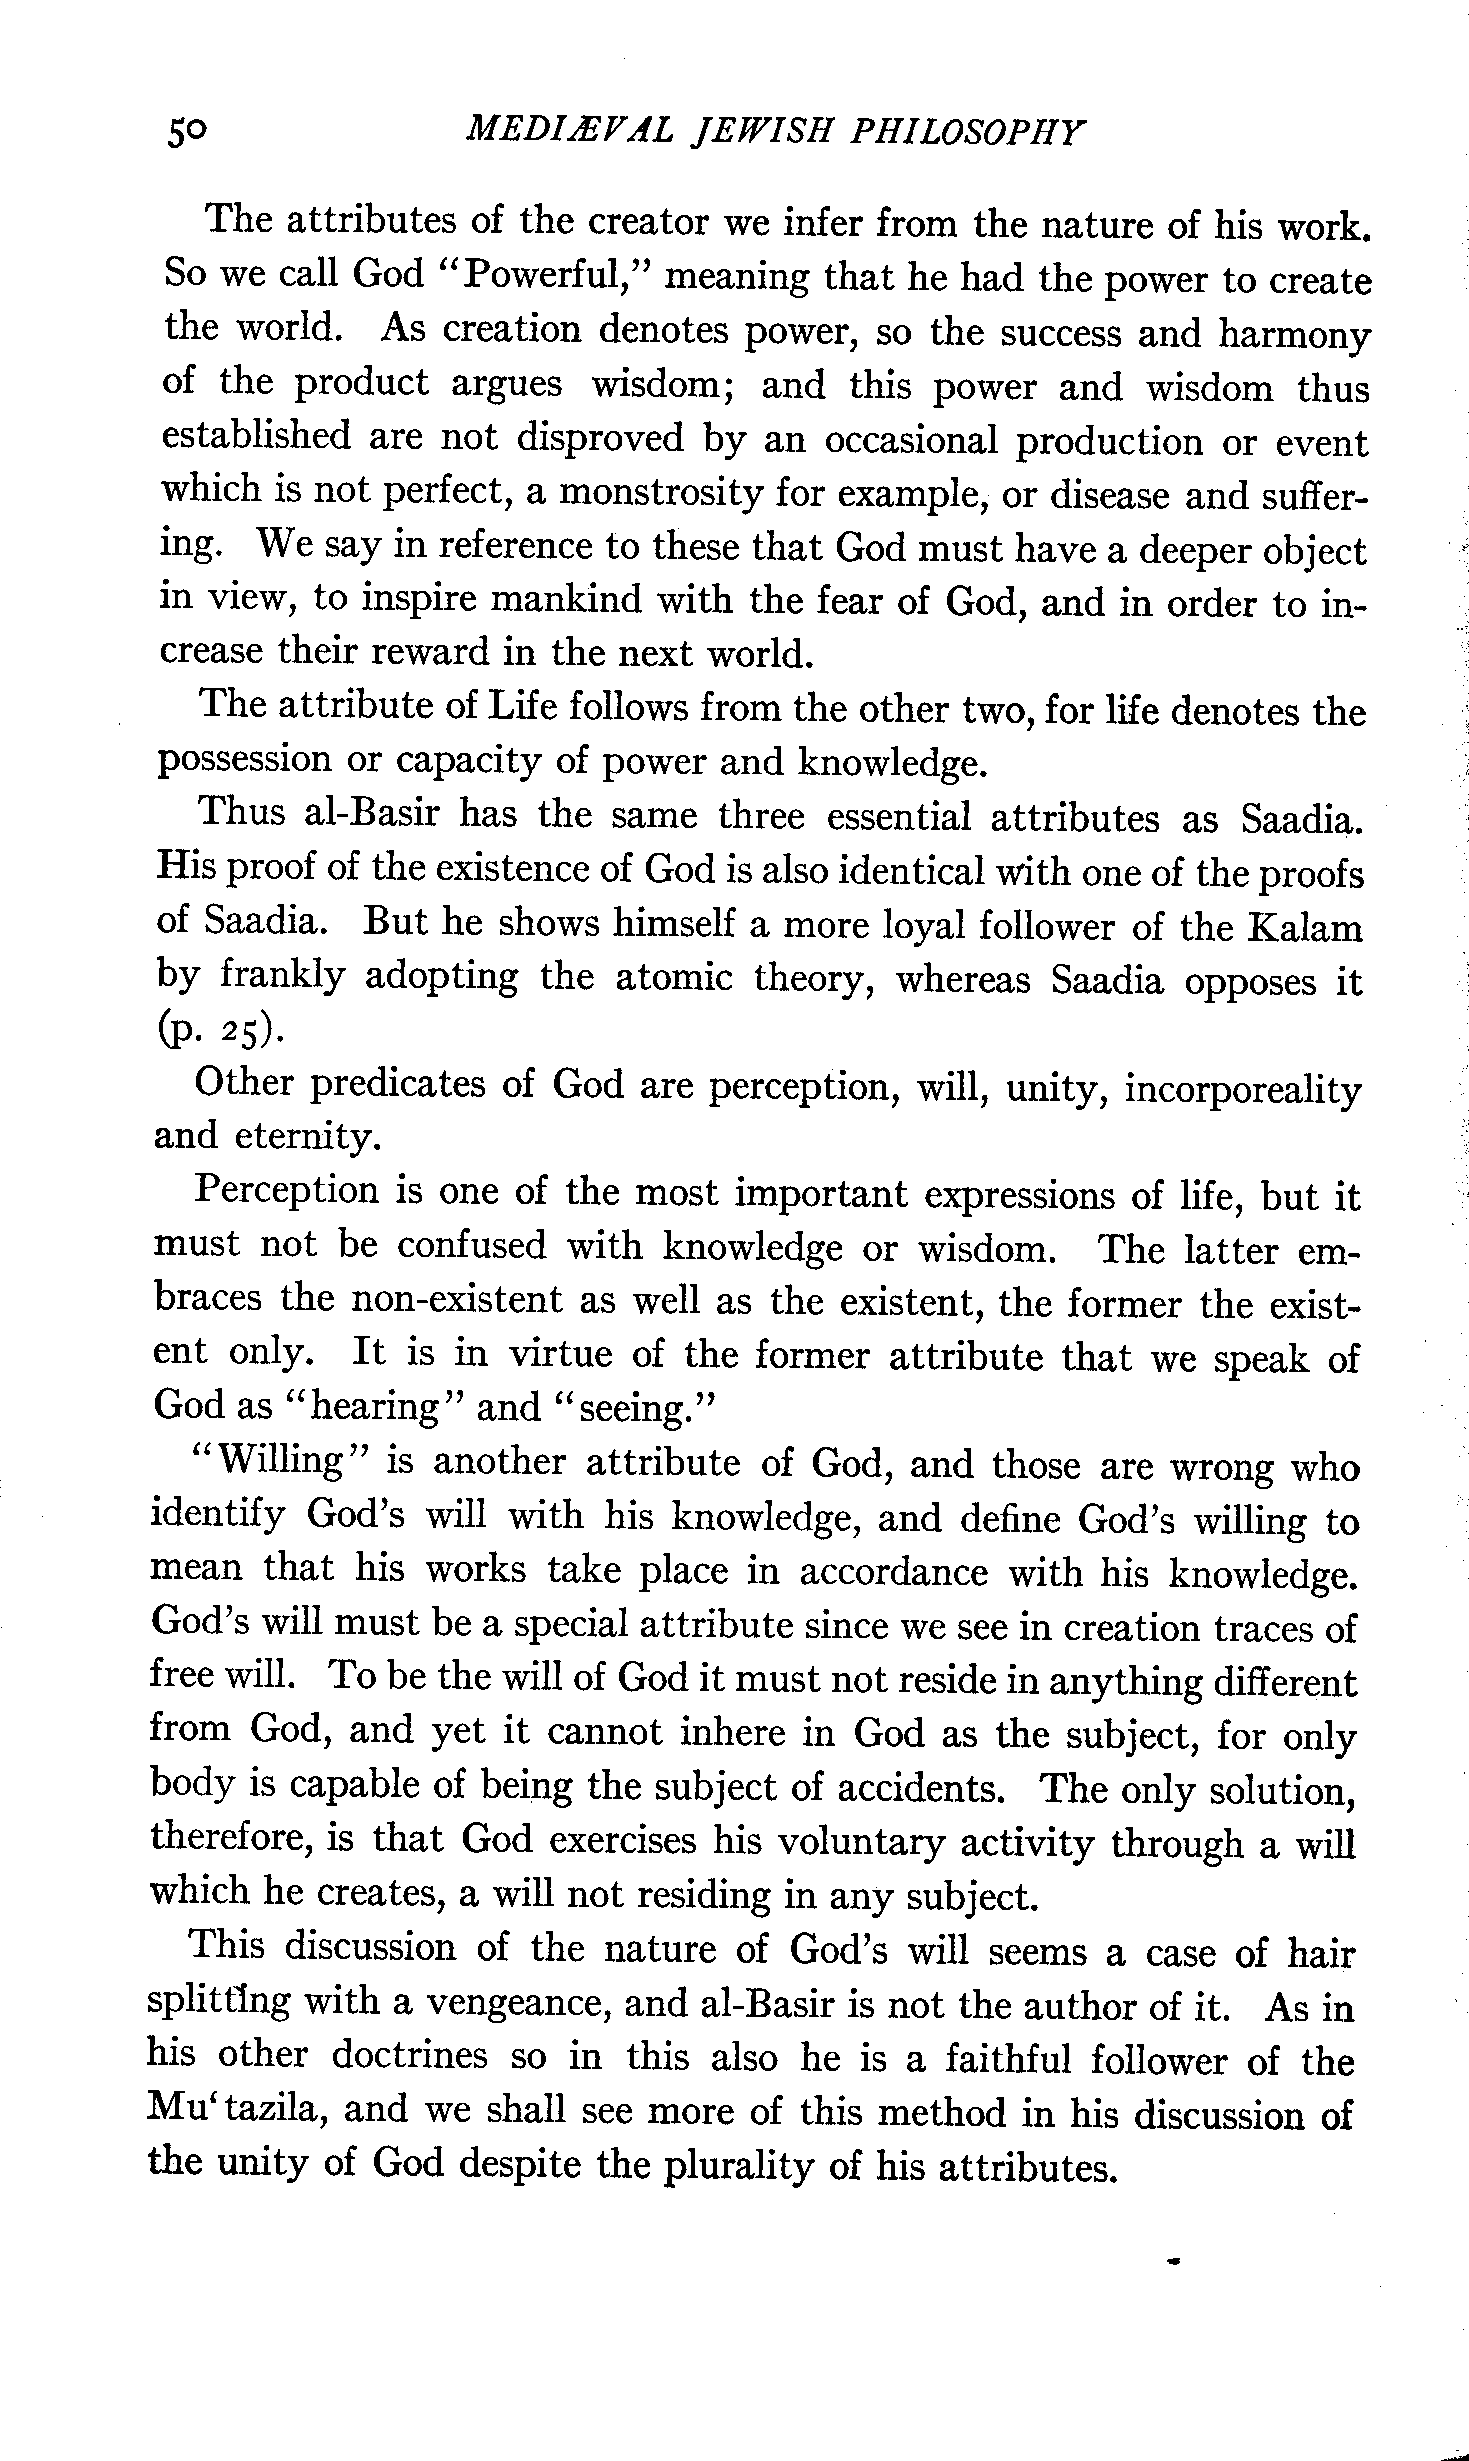 50 MEDIÆVAL JEWISH PHILOSOPHY
The attributes of the creator we infer from the nature of his work.
So we call God "Powerful," meaning that he had the power to create
the world. As creation denotes power, so the success and harmony
of the product argues wisdom; and this power and wisdom thus
established are not disproved by an occasional production or event
which is not perfect, a monstrosity for example, or disease and suffer-
ing. We say in reference to these that God must have a deeper object
in view, to inspire mankind with the fear of God, and in order to in-
crease their reward in the next world.
The attribute of Life follows from the other two, for life denotes the
possession or capacity of power and knowledge.
Thus al-Basir has the same three essential attributes as Saadia.
His proof of the existence of God is also identical with one of the proofs
of Saadia. But he shows himself a more loyal follower of the Kalam
by frankly adopting the atomic theory, whereas Saadia opposes it
(p. 25).
Other predicates of God are perception, will, unity, incorporeality
and eternity.
Perception is one of the most important expressions of life, but it
must not be confused with knowledge or wisdom. The latter em-
braces the non-existent as well as the existent, the former the exist-
ent only. It is in virtue of the former attribute that we speak of
God as "hearing" and "seeing."
"Willing" is another attribute of God, and those are wrong who
identify God's will with his knowledge, and define God's willing to
mean that his works take place in accordance with his knowledge.
God's will must be a special attribute since we see in creation traces of
free will. To be the will of God it must not reside in anything different
from God, and yet it cannot inhere in God as the subject, for only
body is capable of being the subject of accidents. The only solution,
therefore, is that God exercises his voluntary activity through a will
which he creates, a will not residing in any subject.
This discussion of the nature of God's will seems a case of hair
splitting with a vengeance, and al-Basir is not the author of it. As in
his other doctrines so in this also he is a faithful follower of the
Mu‘tazila, and we shall see more of this method in his discussion of
the unity of God despite the plurality of his attributes.